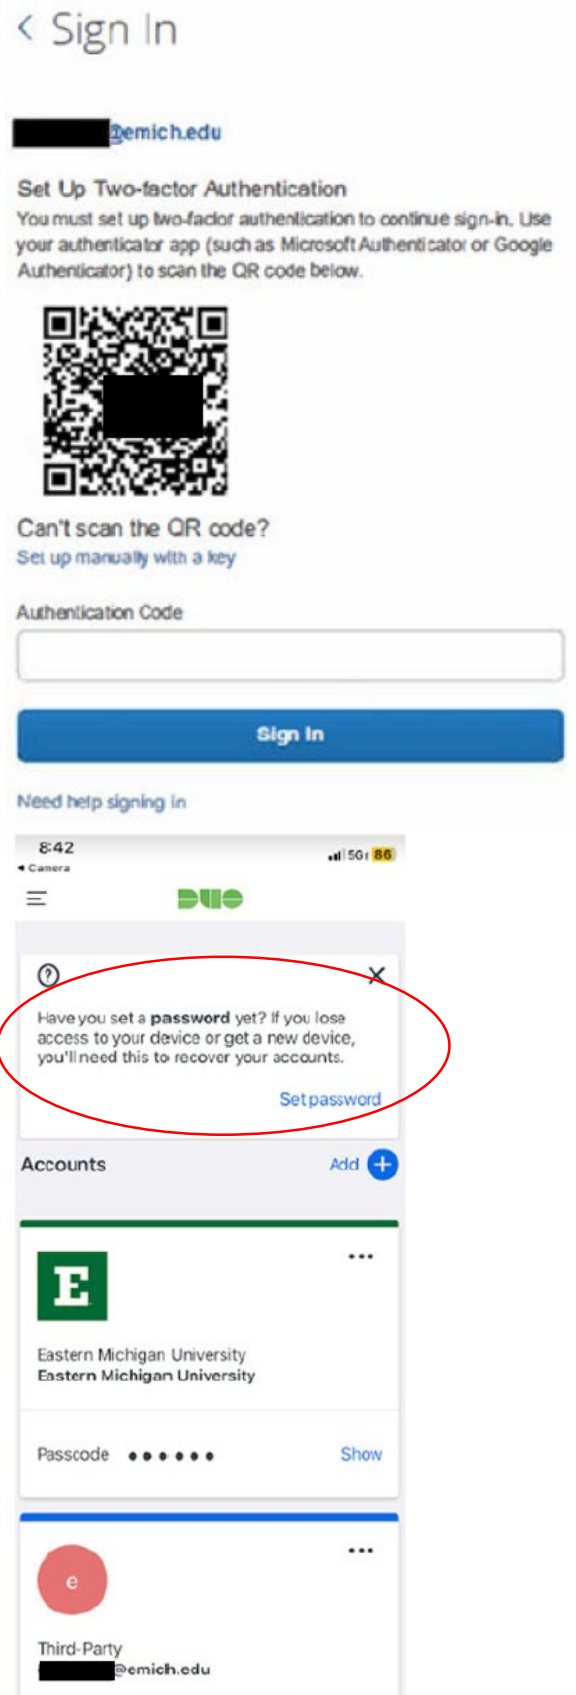 < Sign In
@emich.edu
Set Up Two-factor Authentication
You must set up two-factor authentication to continue sign-in. Use
your authenticator app (such as Microsoft Authenticator or Google
Authenticator) to scan the QR code below.
Can't scan the QR code?
Set up manually with a key
Authentication Code
Sign In
Need help signing in
8:42
5G 86
◂ Camera
DUO
Have you set a password yet? If you lose
access to your device or get a new device,
you'll need this to recover your accounts.
Set password
Accounts
Add +
E
Eastern Michigan University
Eastern Michigan University
Passcode ••••••
Show
e
Third-Party
@emich.edu